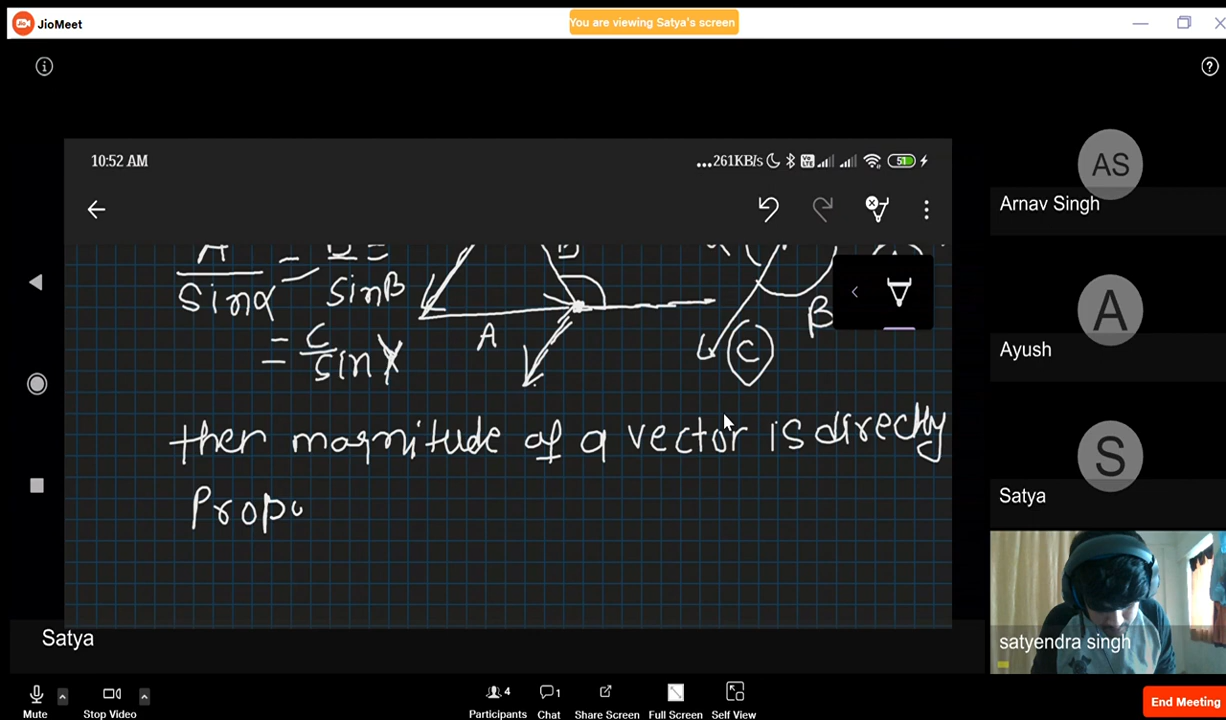 JioMeet
You are viewing Satya's screen
10:52 AM
...261KB/s
51
AS
Arnav Singh
A
Ayush
S
Satya
A
Sinα = sinβ
= C
sinγ
A
β
C
then magnitude of a vector is directly
Propo
satyendra singh
Satya
Mute
Stop Video
4
Participants
1
Chat
Share Screen
Full Screen
Self View
End Meeting